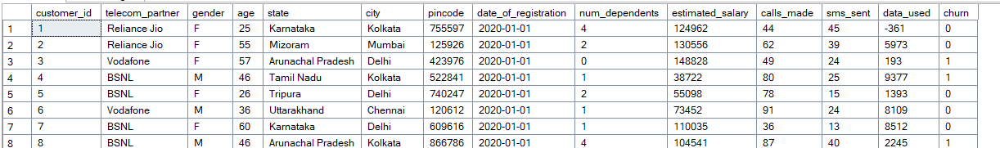 customer_id telecom_partner gender age state city pincode date_of_registration num_dependents estimated_salary calls_made sms_sent data_used churn
1 1 Reliance Jio F 25 Karnataka Kolkata 755597 2020-01-01 4 124962 44 45 -361 0
2 2 Reliance Jio F 55 Mizoram Mumbai 125926 2020-01-01 2 130556 62 39 5973 0
3 3 Vodafone F 57 Arunachal Pradesh Delhi 423976 2020-01-01 0 148828 49 24 193 1
4 4 BSNL M 46 Tamil Nadu Kolkata 522841 2020-01-01 1 38722 80 25 9377 1
5 5 BSNL F 26 Tripura Delhi 740247 2020-01-01 2 55098 78 15 1393 0
6 6 Vodafone M 36 Uttarakhand Chennai 120612 2020-01-01 1 73452 91 24 8109 0
7 7 BSNL F 60 Karnataka Delhi 609616 2020-01-01 1 110035 36 13 8512 0
8 8 BSNL M 46 Arunachal Pradesh Kolkata 866786 2020-01-01 4 104541 87 40 2245 1